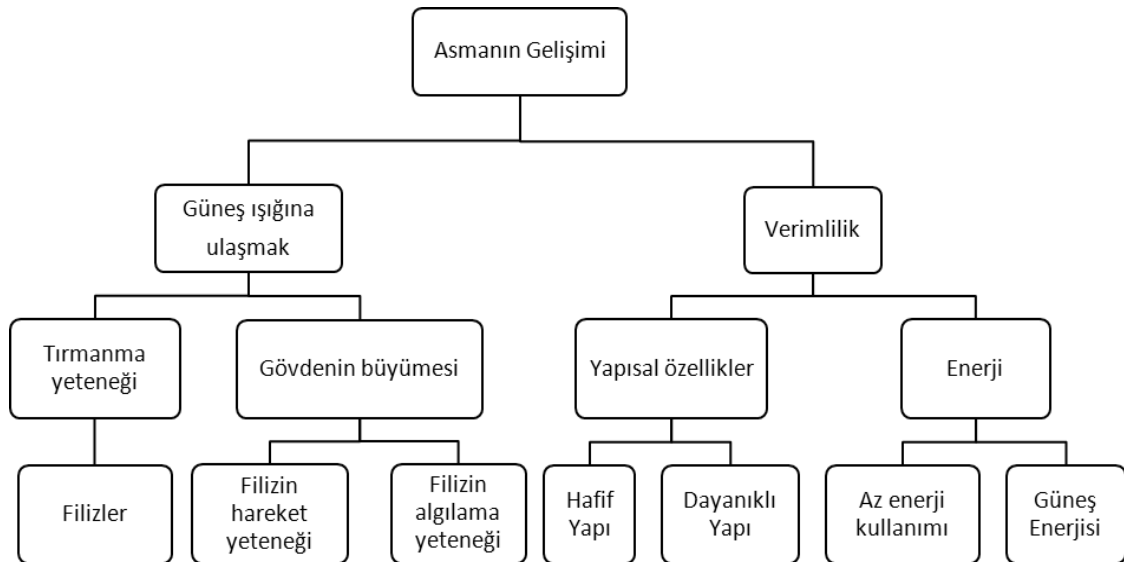 Asmanın Gelişimi
Güneş ışığına
ulaşmak
Verimlilik
Tırmanma
yeteneği
Gövdenin büyümesi
Yapısal özellikler
Enerji
Filizler
Filizin
hareket
yeteneği
Filizin
algılama
yeteneği
Hafif
Yapı
Dayanıklı
Yapı
Az enerji
kullanımı
Güneş
Enerjisi